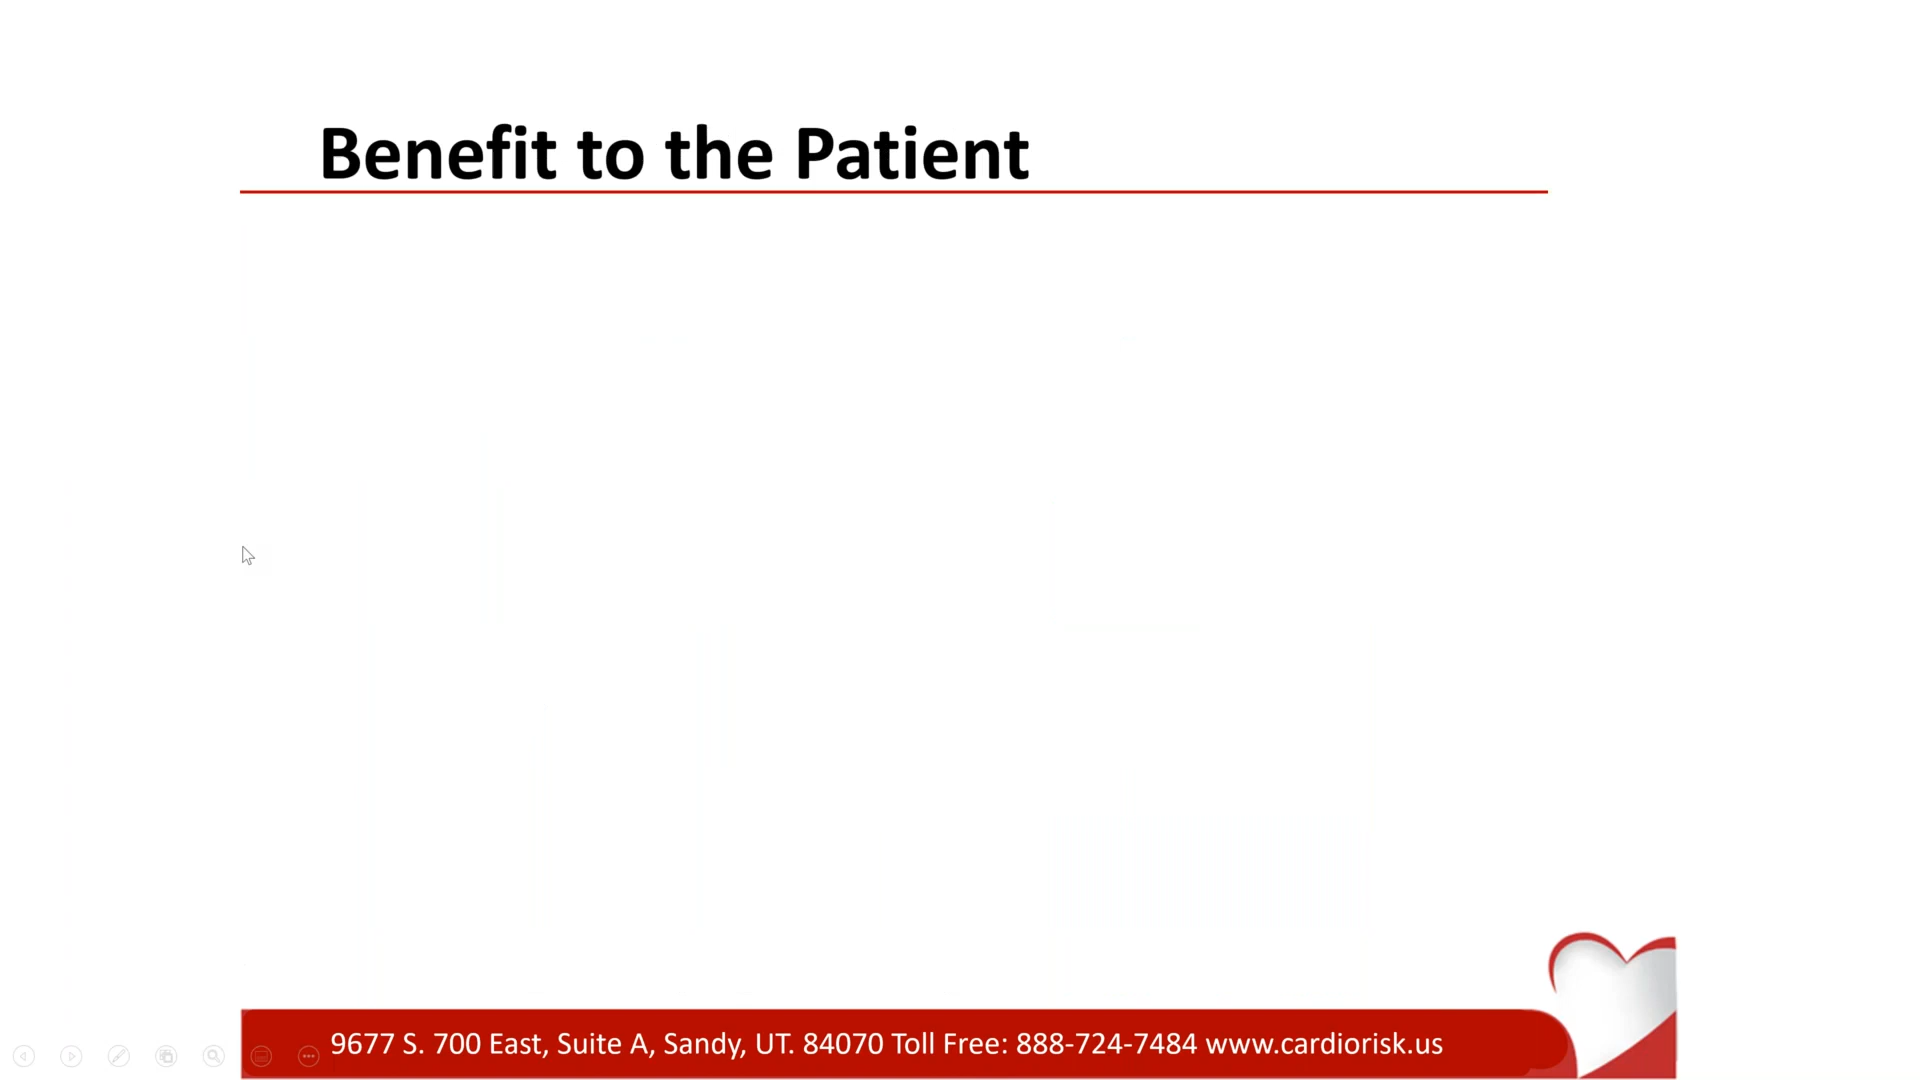 Benefit to the Patient
9677 S. 700 East, Suite A, Sandy, UT. 84070 Toll Free: 888-724-7484 www.cardiorisk.us